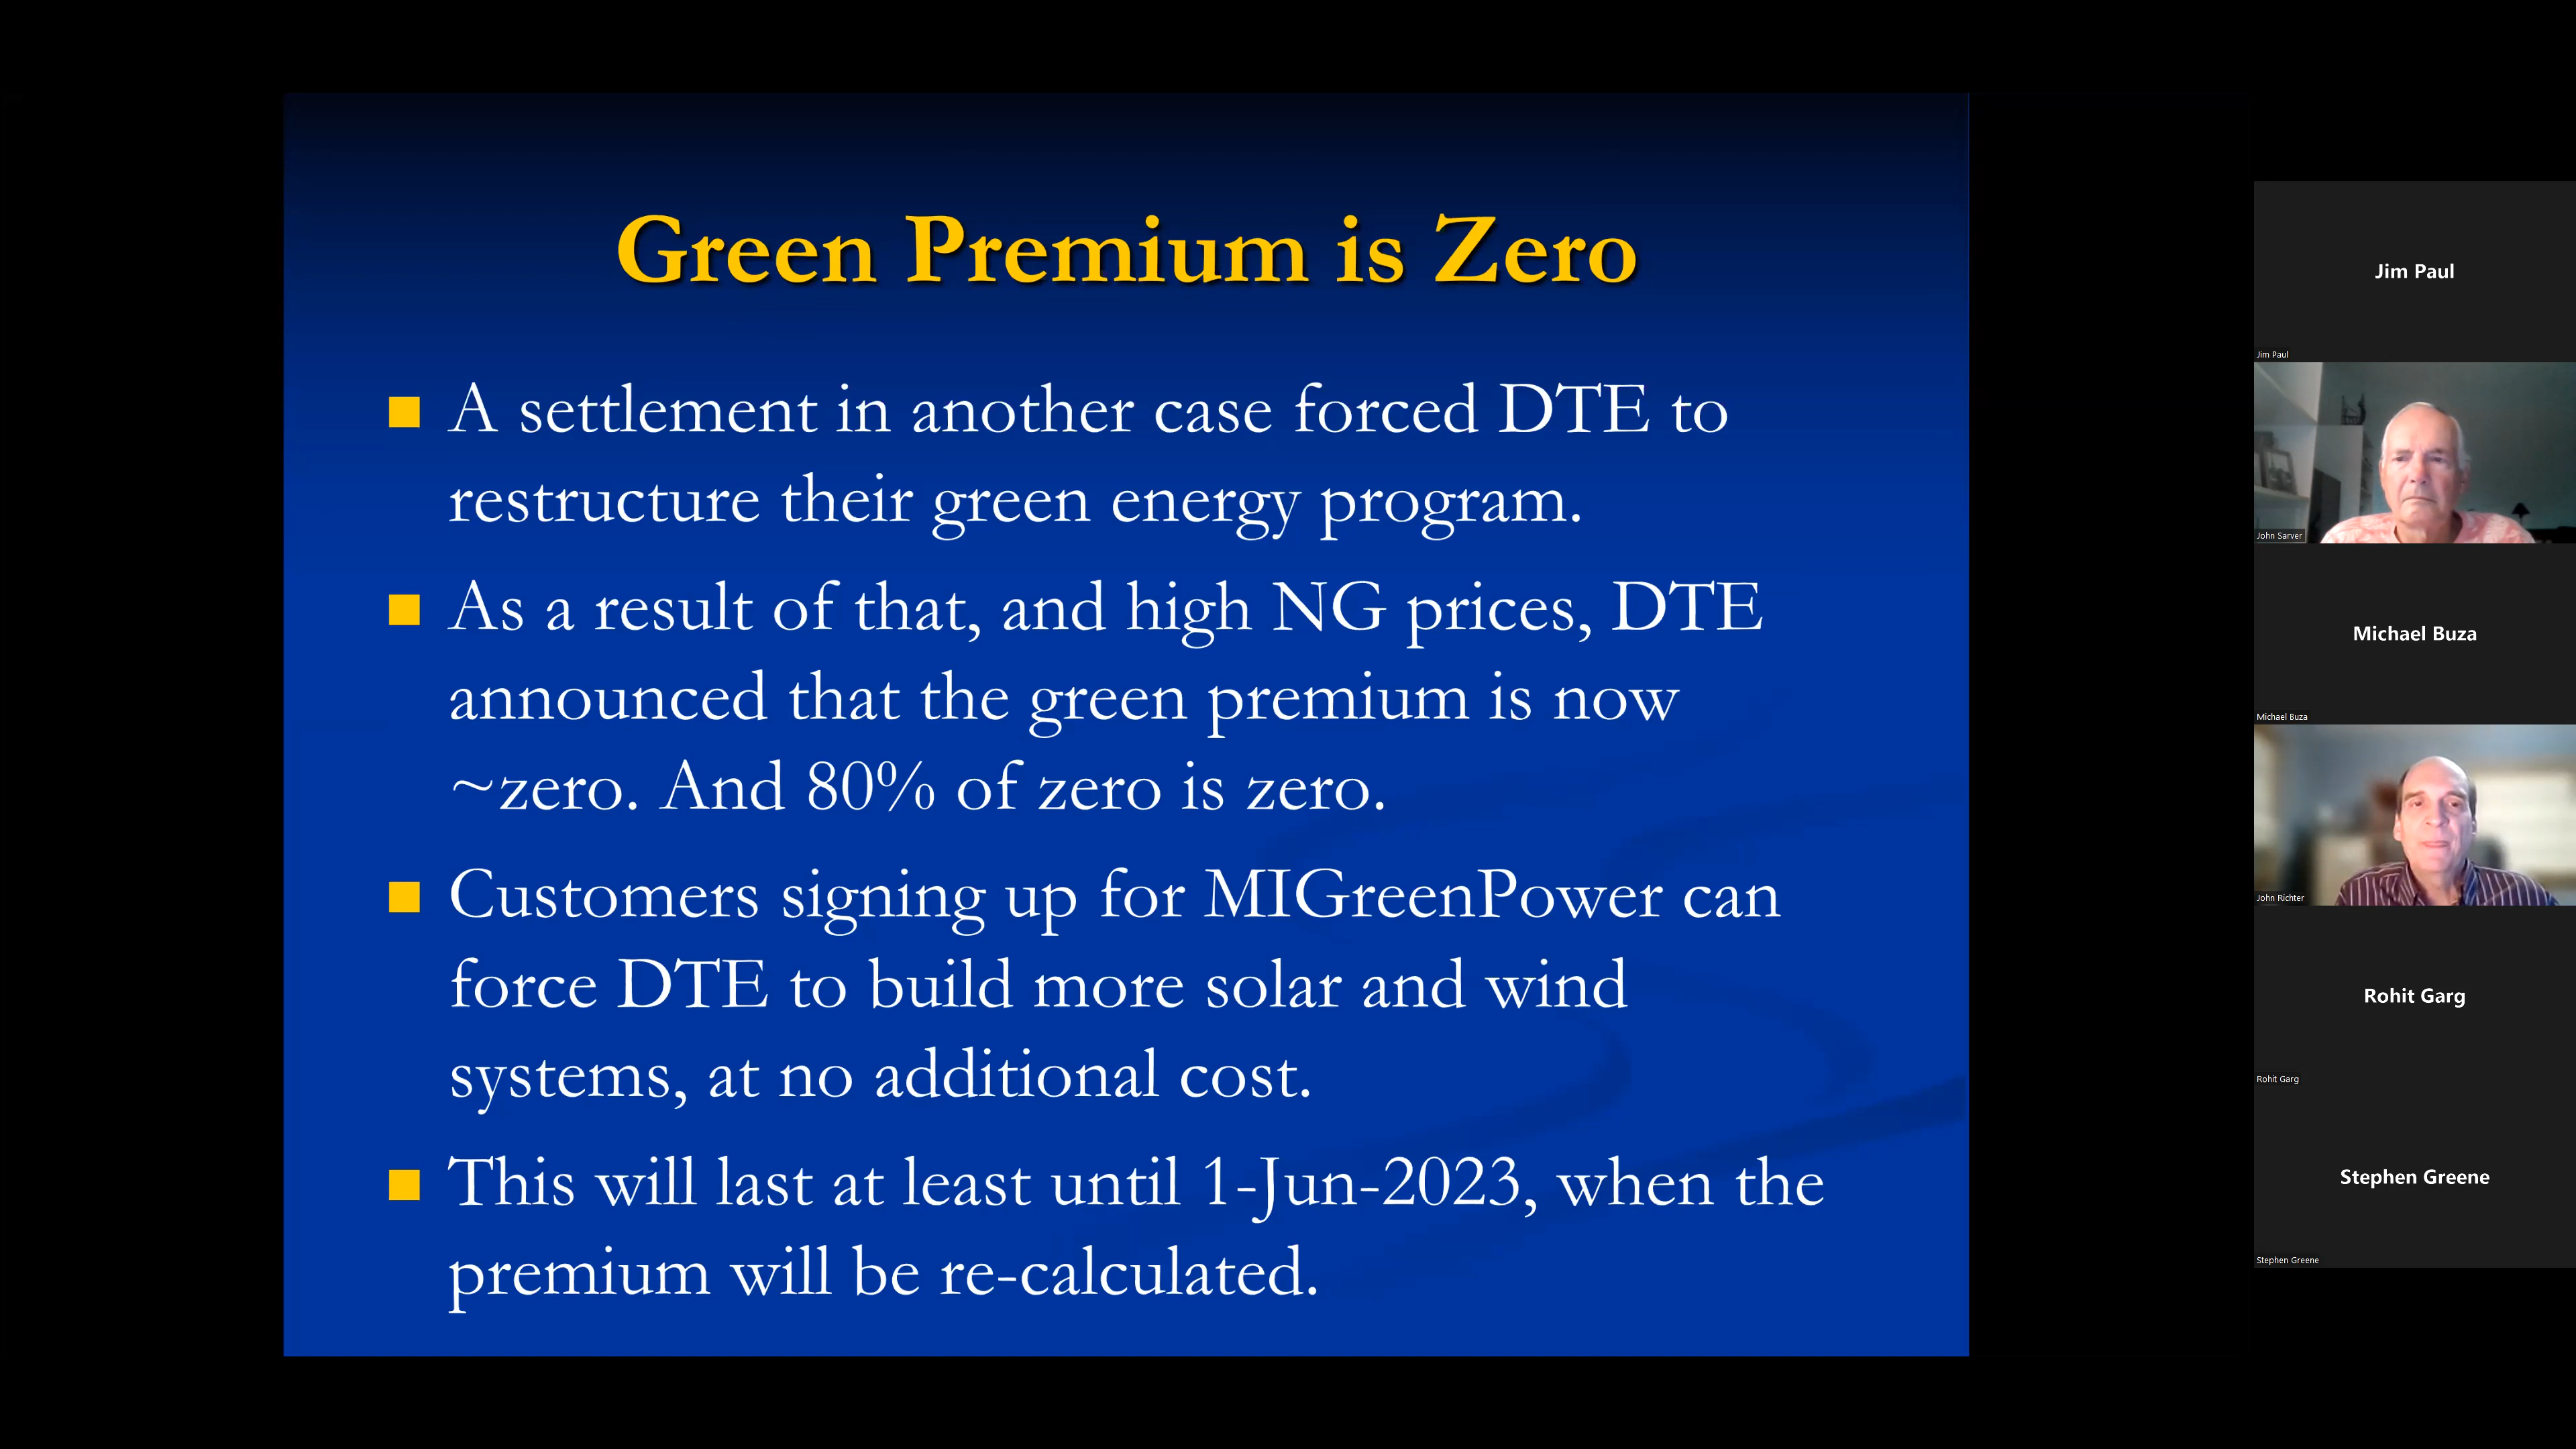 Green Premium is Zero
A settlement in another case forced DTE to
restructure their green energy program.
As a result of that, and high NG prices, DTE
announced that the green premium is now
~zero. And 80% of zero is zero.
Customers signing up for MIGreenPower can
force DTE to build more solar and wind
systems, at no additional cost.
This will last at least until 1-Jun-2023, when the
premium will be re-calculated.
Jim Paul
Jim Paul
John Sarver
Michael Buza
Michael Buza
John Richter
Rohit Garg
Rohit Garg
Stephen Greene
Stephen Greene